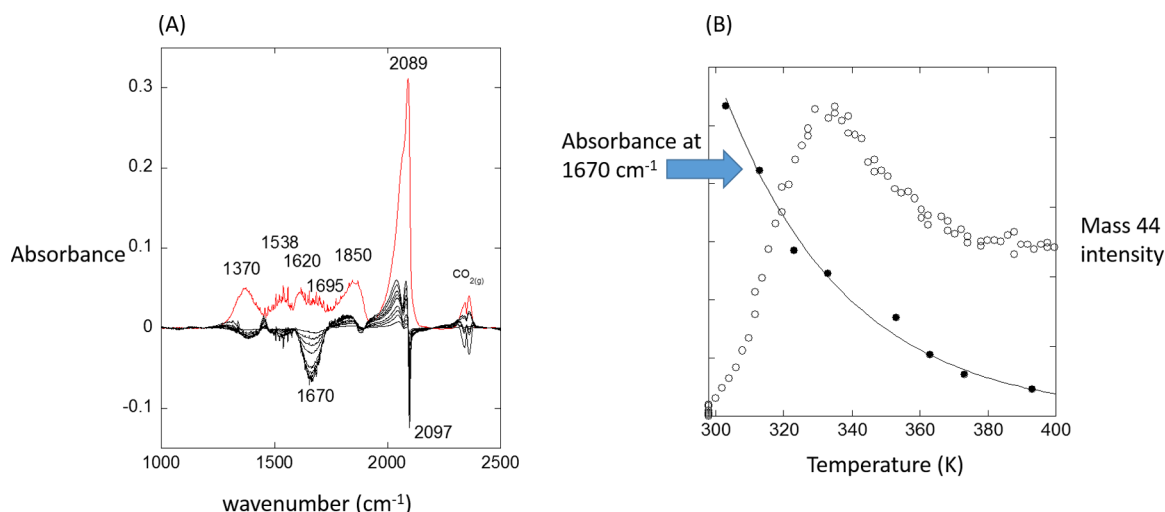 (A)
2089
0.3
0.2
Absorbance
0.1
1370
1538
1620
1695
1850
CO2(g)
0
1670
-0.1
2097
1000
1500
2000
2500
wavenumber (cm-1)
(B)
Absorbance at
1670 cm-1
Mass 44
intensity
300
320
340
360
380
400
Temperature (K)